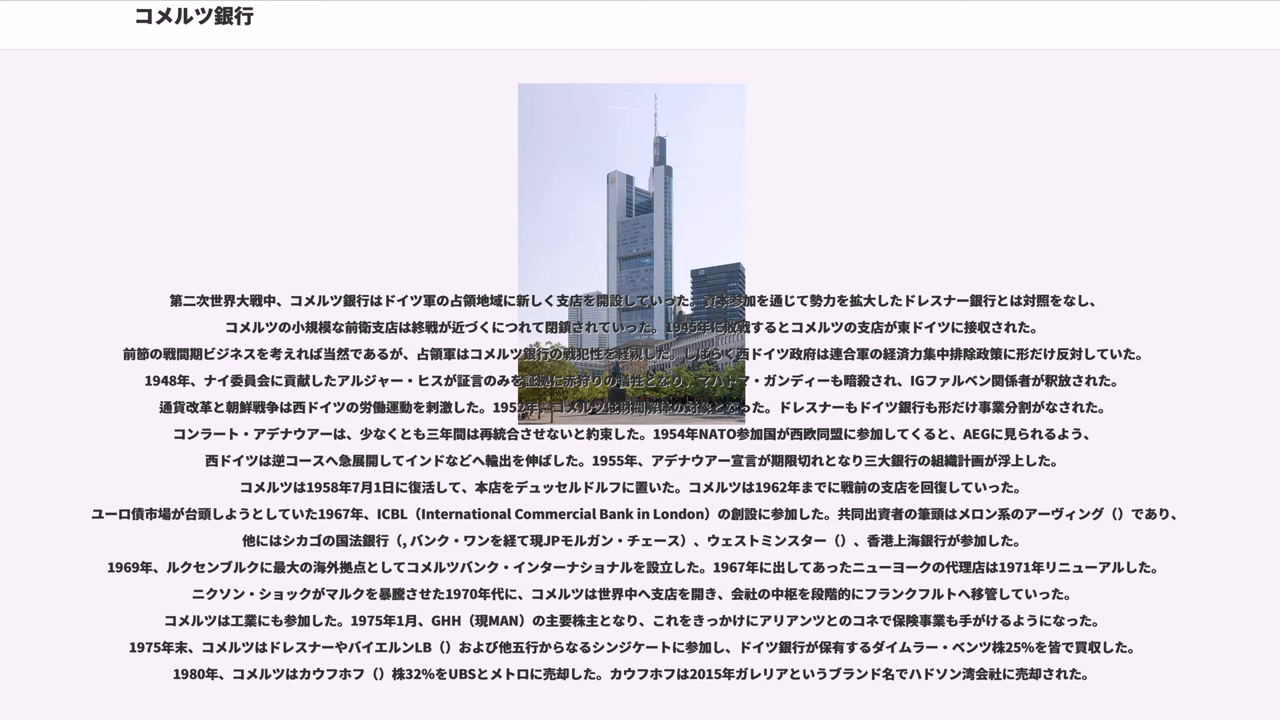 コメルツ銀行
第二次世界大戦中、コメルツ銀行はドイツ軍の占領地域に新しく支店を開設していった。資本参加を通じて勢力を拡大したドレスナー銀行とは対照をなし、
コメルツの小規模な前衛支店は終戦が近づくにつれて閉鎖されていった。1945年に敗戦するとコメルツの支店が東ドイツに接収された。
前節の戦間期ビジネスを考えれば当然であるが、占領軍はコメルツ銀行の戦犯性を軽視した。しばらく西ドイツ政府は連合軍の経済力集中排除政策に形だけ反対していた。
1948年、ナイ委員会に貢献したアルジャー・ヒスが証言のみを証拠に赤狩りの犠牲となり、マハトマ・ガンディーも暗殺され、IGファルベン関係者が釈放された。
通貨改革と朝鮮戦争は西ドイツの労働運動を刺激した。1952年、コメルツは財閥解体の対象となった。ドレスナーもドイツ銀行も形だけ事業分割がなされた。
コンラート・アデナウアーは、少なくとも三年間は再統合させないと約束した。1954年NATO参加国が西欧同盟に参加してくると、AEGに見られるよう、
西ドイツは逆コースへ急展開してインドなどへ輸出を伸ばした。1955年、アデナウアー宣言が期限切れとなり三大銀行の組織計画が浮上した。
コメルツは1958年7月1日に復活して、本店をデュッセルドルフに置いた。コメルツは1962年までに戦前の支店を回復していった。
ユーロ債市場が台頭しようとしていた1967年、ICBL（International Commercial Bank in London）の創設に参加した。共同出資者の筆頭はメロン系のアーヴィング（）であり、
他にはシカゴの国法銀行（, バンク・ワンを経て現JPモルガン・チェース）、ウェストミンスター（）、香港上海銀行が参加した。
1969年、ルクセンブルクに最大の海外拠点としてコメルツバンク・インターナショナルを設立した。1967年に出してあったニューヨークの代理店は1971年リニューアルした。
ニクソン・ショックがマルクを暴騰させた1970年代に、コメルツは世界中へ支店を開き、会社の中枢を段階的にフランクフルトへ移管していった。
コメルツは工業にも参加した。1975年1月、GHH（現MAN）の主要株主となり、これをきっかけにアリアンツとのコネで保険事業も手がけるようになった。
1975年末、コメルツはドレスナーやバイエルンLB（）および他五行からなるシンジケートに参加し、ドイツ銀行が保有するダイムラー・ベンツ株25%を皆で買収した。
1980年、コメルツはカウフホフ（）株32%をUBSとメトロに売却した。カウフホフは2015年ガレリアというブランド名でハドソン湾会社に売却された。